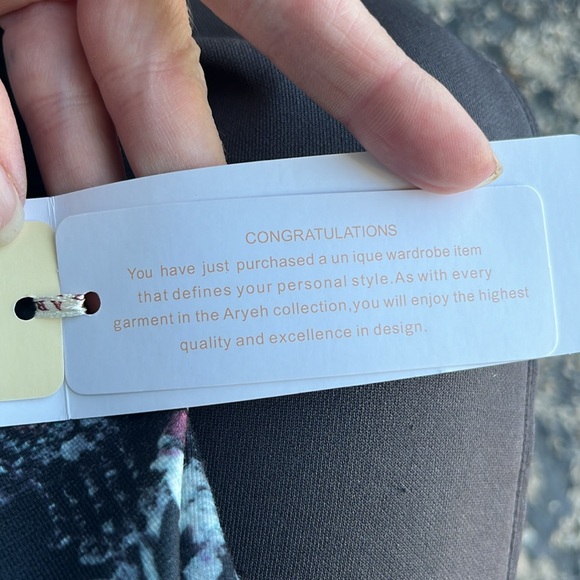 CONGRATULATIONS
You have just purchased a un ique wardrobe item
that defines your personal style.As with every
garment in the Aryeh collection,you will enjoy the highest
quality and excellence in design.